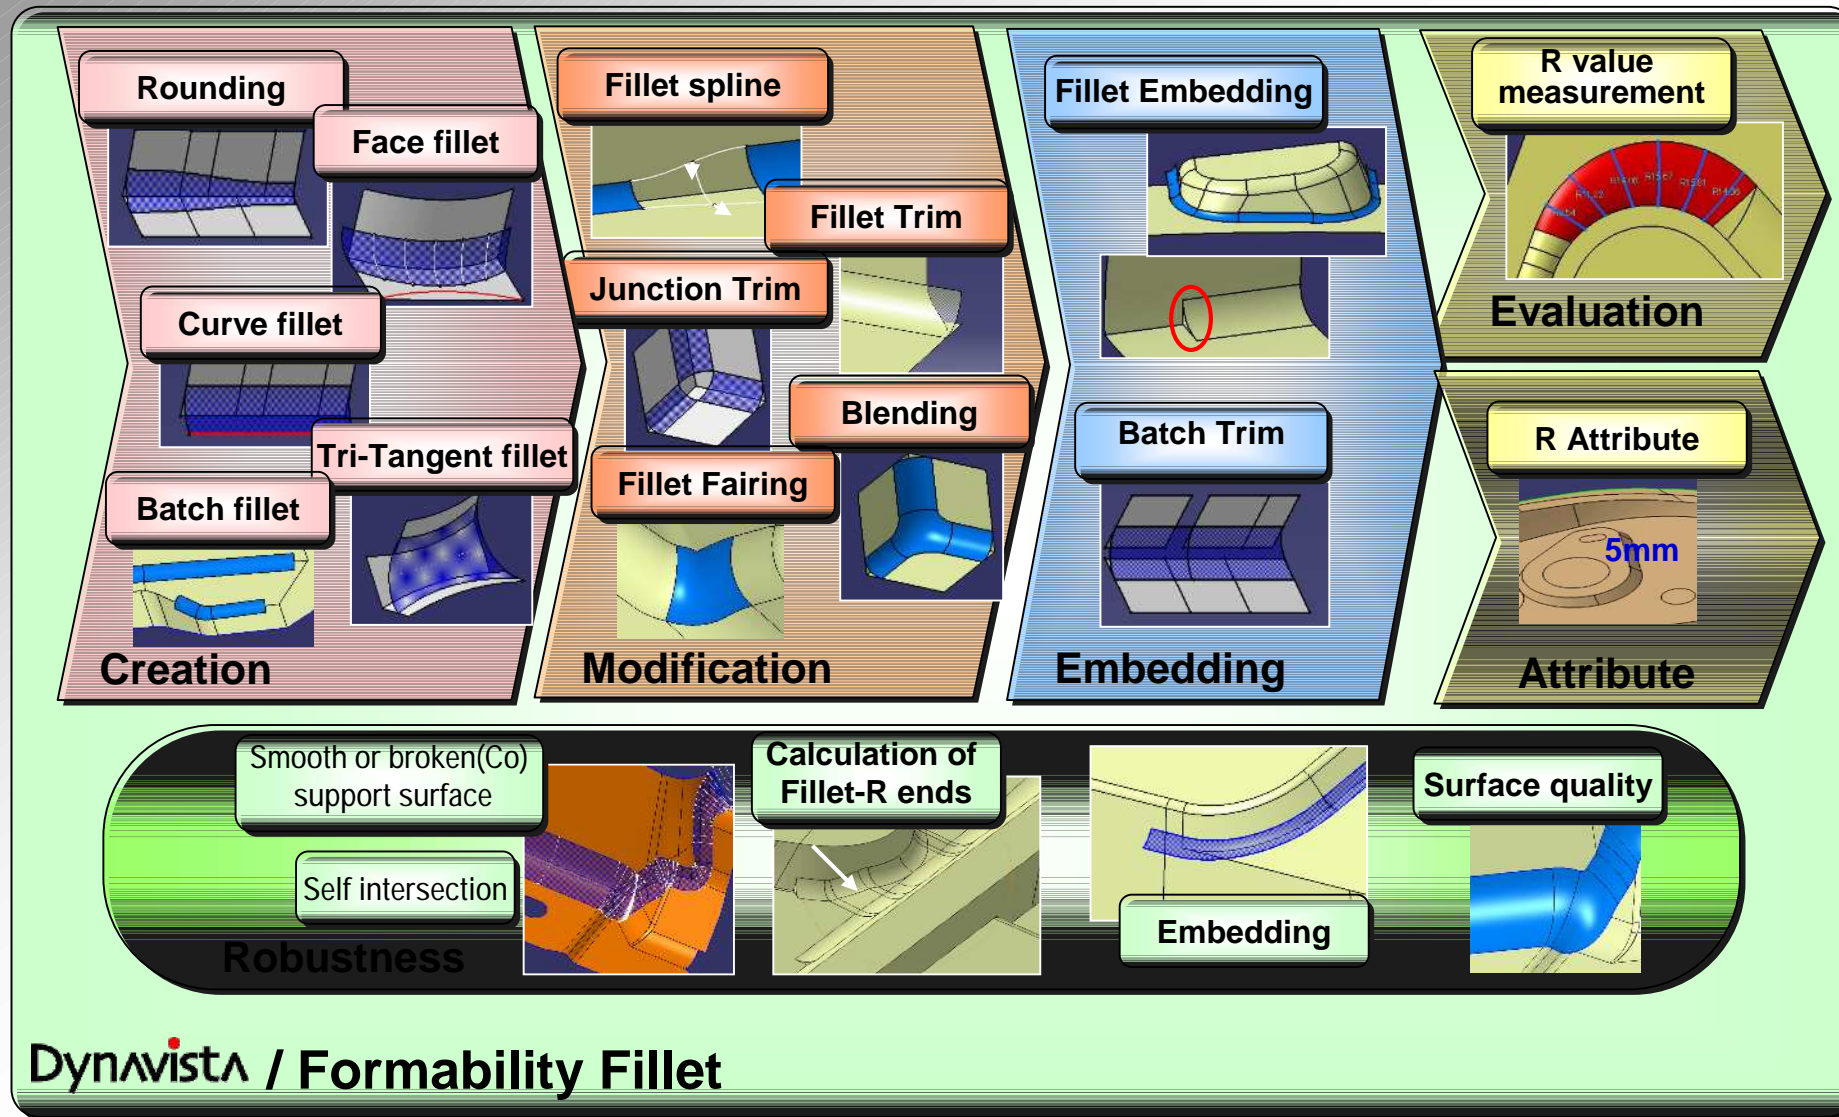 Rounding
Face fillet
Curve fillet
Tri-Tangent fillet
Batch fillet
Creation
Fillet spline
Fillet Trim
Junction Trim
Blending
Fillet Fairing
Modification
Fillet Embedding
Batch Trim
Embedding
R value
measurement
Evaluation
R Attribute
5mm
Attribute
Smooth or broken(Co)
support surface
Self intersection
Robustness
Calculation of
Fillet-R ends
Embedding
Surface quality
Dynavista / Formability Fillet